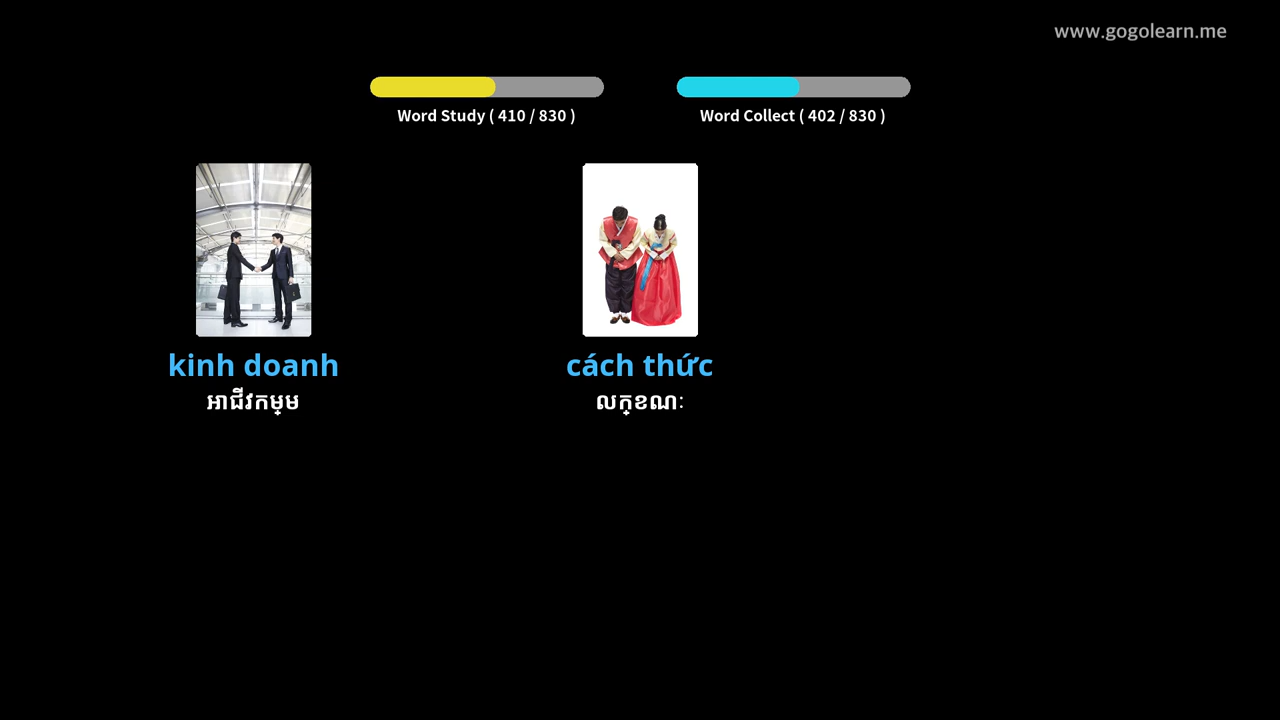 www.gogolearn.me
Word Study ( 410 / 830 )
Word Collect ( 402 / 830 )
kinh doanh
cách thức
អាជីវកម្ម
លក្ខណៈ